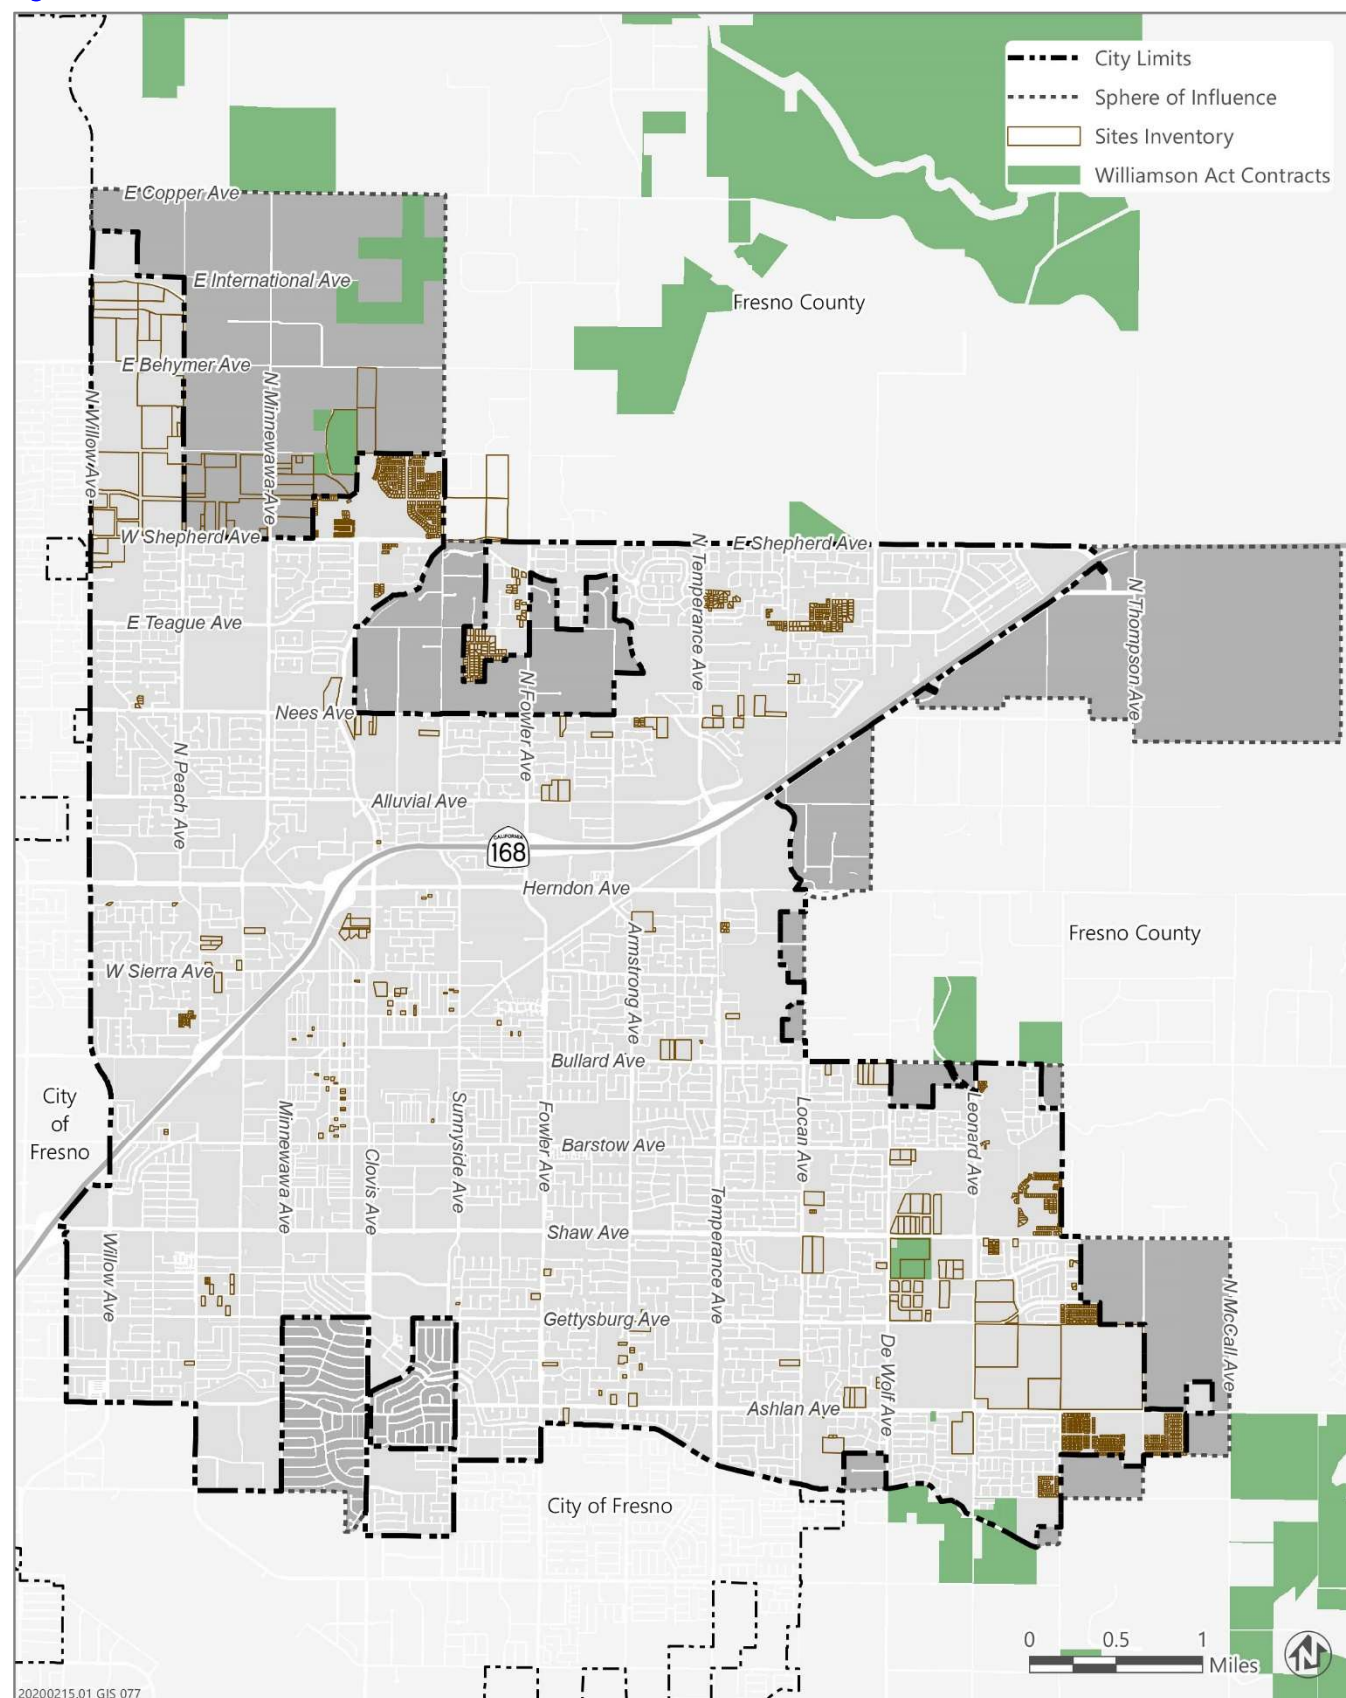 City Limits
Sphere of Influence
Sites Inventory
Williamson Act Contracts
E Copper Ave
E International Ave
Fresno County
E Behymer Ave
N Willow Ave
N Minnewawa Ave
W Shepherd Ave
E Shepherd Ave
N Temperance Ave
N Thompson Ave
E Teague Ave
N Fowler Ave
Nees Ave
N Peach Ave
Alluvial Ave
CALIFORNIA
168
Herndon Ave
Armstrong Ave
Fresno County
W Sierra Ave
Bullard Ave
City
of
Fresno
Minnewawa Ave
Clovis Ave
Sunnyside Ave
Fowler Ave
Barstow Ave
Locan Ave
Leonard Ave
Temperance Ave
Shaw Ave
Willow Ave
Gettysburg Ave
De Wolf Ave
N McCall Ave
Ashlan Ave
City of Fresno
0 0.5 1
Miles
N
20200215.01 GIS 077